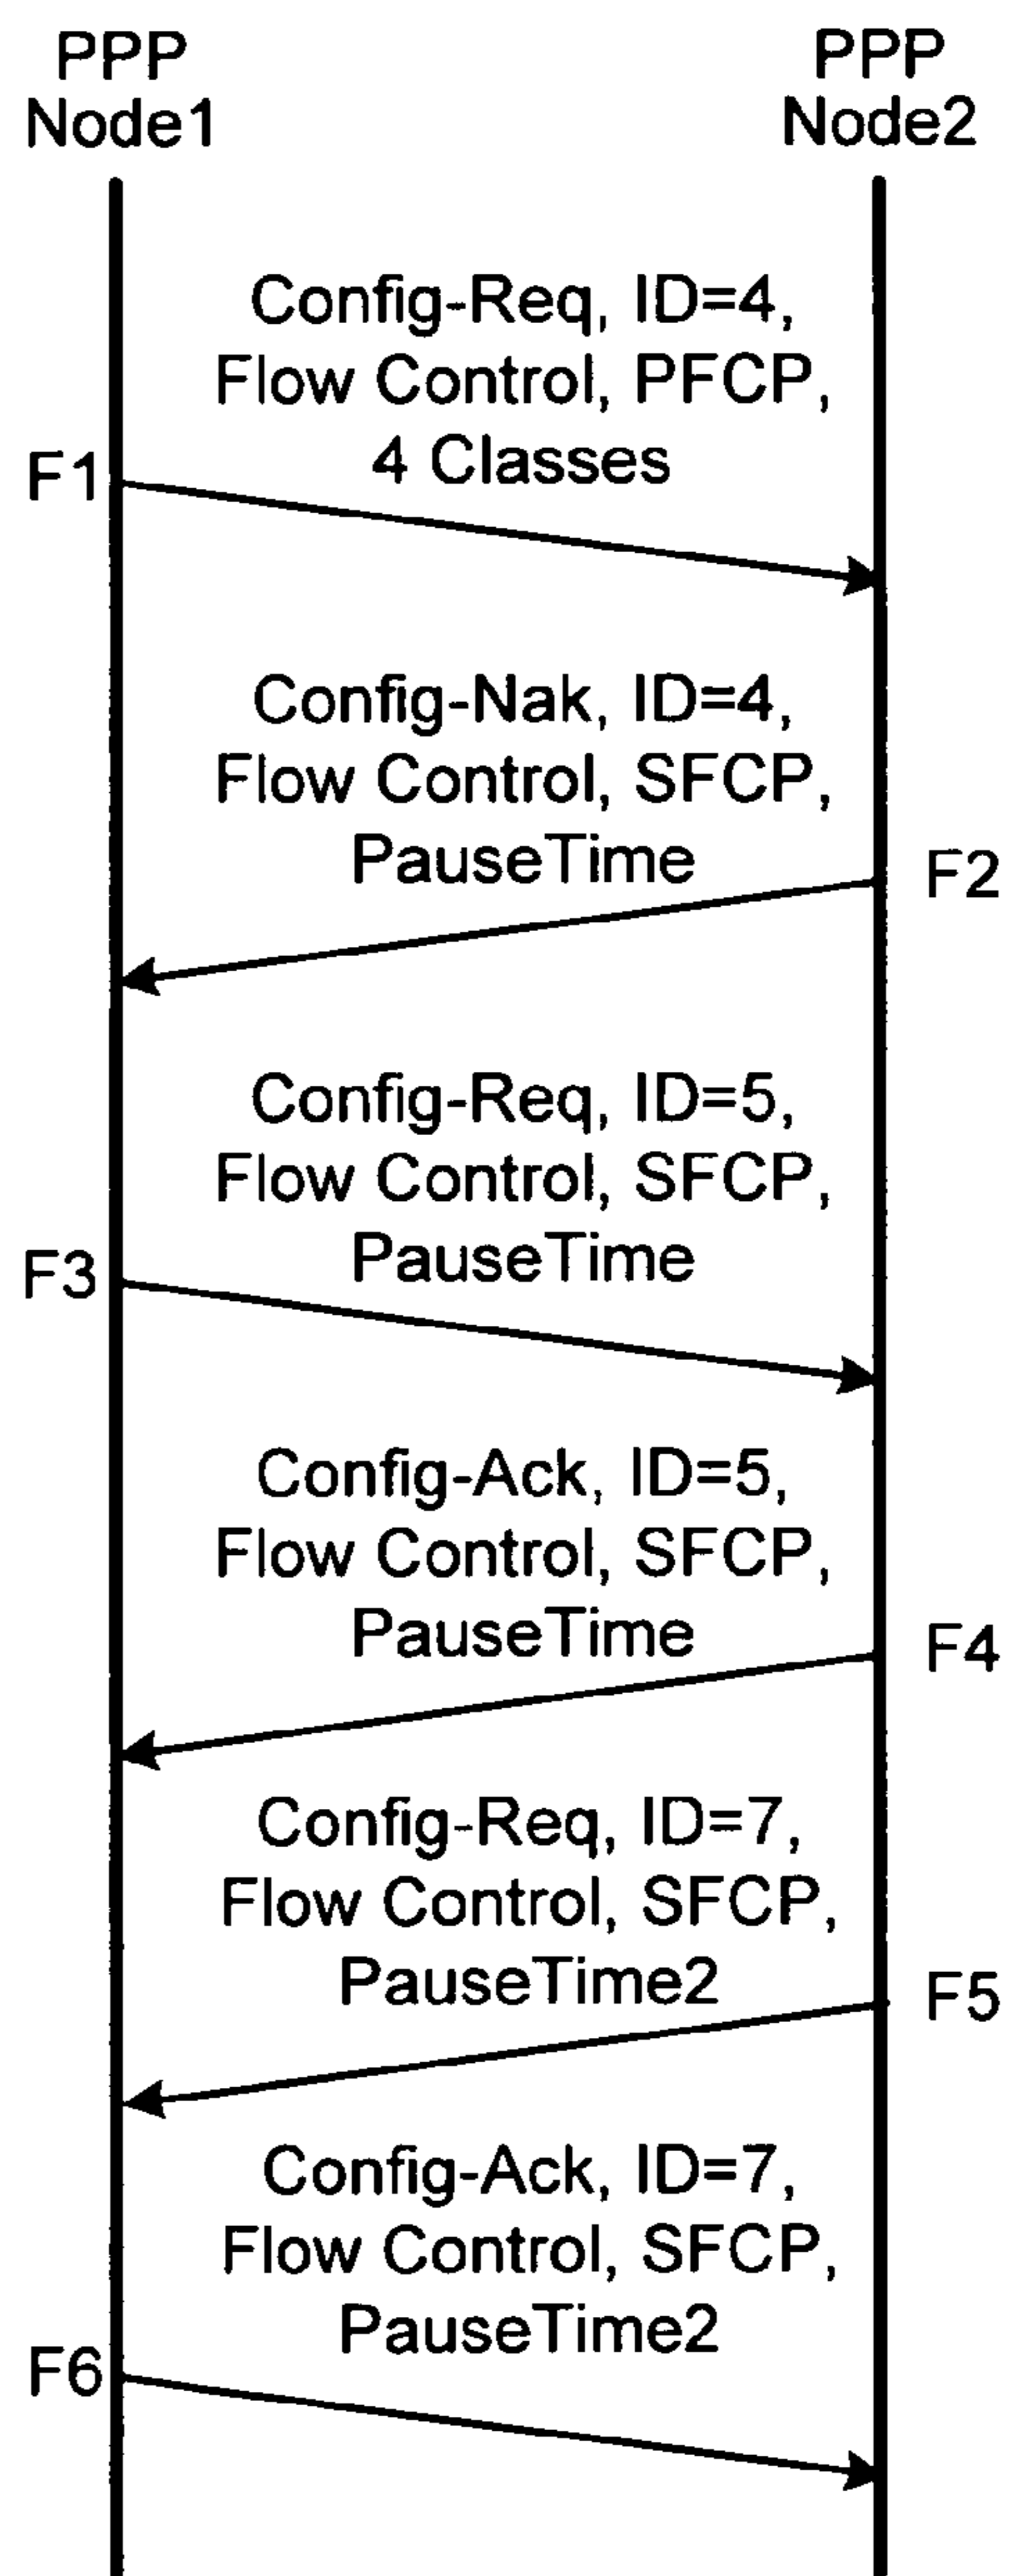 PPP
Node1
PPP
Node2
Config-Req, ID=4,
Flow Control, PFCP,
4 Classes
F1
Config-Nak, ID=4,
Flow Control, SFCP,
PauseTime
F2
Config-Req, ID=5,
Flow Control, SFCP,
PauseTime
F3
Config-Ack, ID=5,
Flow Control, SFCP,
PauseTime
F4
Config-Req, ID=7,
Flow Control, SFCP,
PauseTime2
F5
Config-Ack, ID=7,
Flow Control, SFCP,
PauseTime2
F6